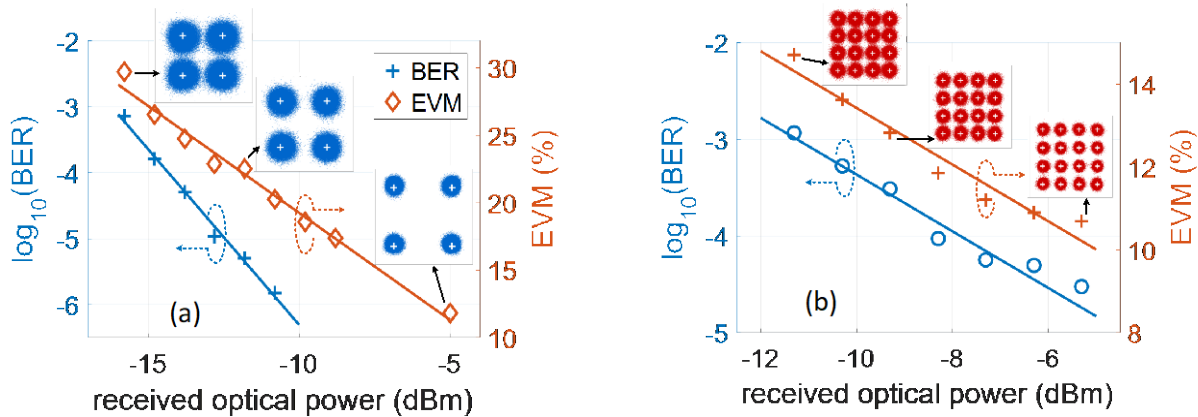 -2
-3
-4
-5
-6
log10(BER)
-15
-10
-5
received optical power (dBm)
30
25
20
15
10
EVM (%)
BER
EVM
(a)
-2
-3
-4
-5
log10(BER)
-12
-10
-8
-6
received optical power (dBm)
14
12
10
8
EVM (%)
(b)